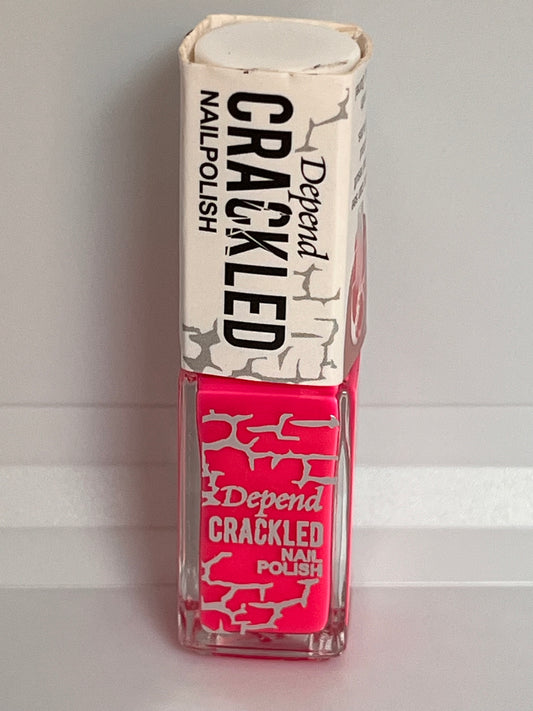 Depend
CRACKLED
NAILPOLISH
Depend
CRACKLED
NAIL
POLISH